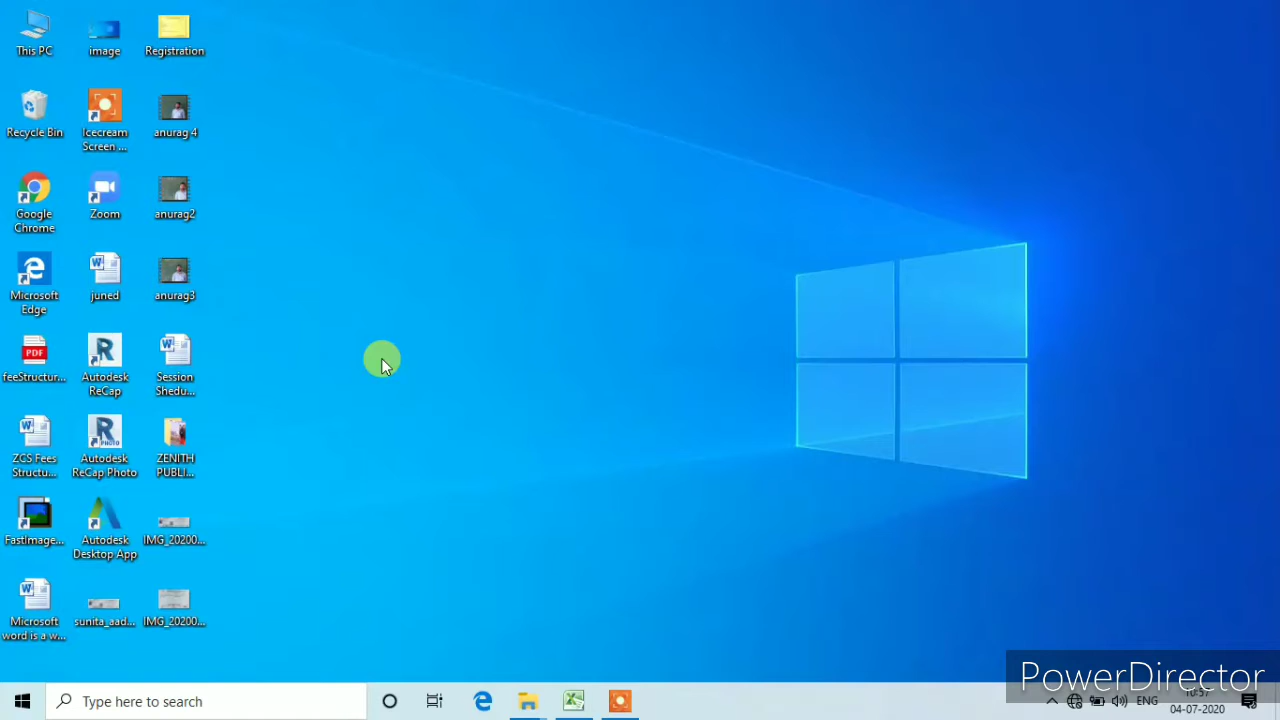 This PC
image
Registration
Recycle Bin
Icecream
Screen ...
anurag 4
Google
Chrome
Zoom
anurag2
Microsoft
Edge
juned
anurag3
PDF
feeStructur...
Autodesk
ReCap
Session
Shedu...
ZCS Fees
Structu...
PHOTO
Autodesk
ReCap Photo
ZENITH
PUBLI...
FastImage...
Autodesk
Desktop App
IMG_20200...
Microsoft
word is a w...
sunita_aad...
IMG_20200...
Type here to search
PowerDirector
ENG
04-07-2020